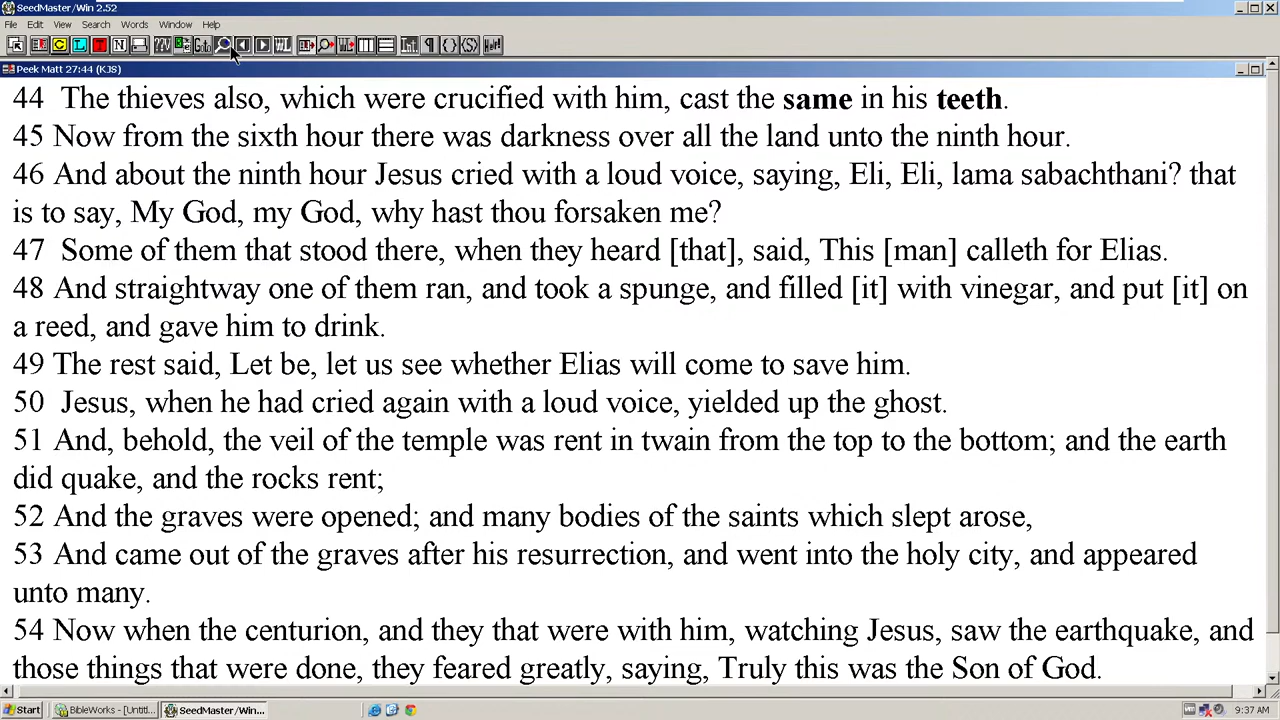 SeedMaster/Win 2.52
File Edit View Search Words Window Help
Peek Matt 27:44 (KJS)
44 The thieves also, which were crucified with him, cast the same in his teeth.
45 Now from the sixth hour there was darkness over all the land unto the ninth hour.
46 And about the ninth hour Jesus cried with a loud voice, saying, Eli, Eli, lama sabachthani? that
is to say, My God, my God, why hast thou forsaken me?
47 Some of them that stood there, when they heard [that], said, This [man] calleth for Elias.
48 And straightway one of them ran, and took a spunge, and filled [it] with vinegar, and put [it] on
a reed, and gave him to drink.
49 The rest said, Let be, let us see whether Elias will come to save him.
50 Jesus, when he had cried again with a loud voice, yielded up the ghost.
51 And, behold, the veil of the temple was rent in twain from the top to the bottom; and the earth
did quake, and the rocks rent;
52 And the graves were opened; and many bodies of the saints which slept arose,
53 And came out of the graves after his resurrection, and went into the holy city, and appeared
unto many.
54 Now when the centurion, and they that were with him, watching Jesus, saw the earthquake, and
those things that were done, they feared greatly, saying, Truly this was the Son of God.
Start BibleWorks - [Untitl... SeedMaster/Win... 9:37 AM